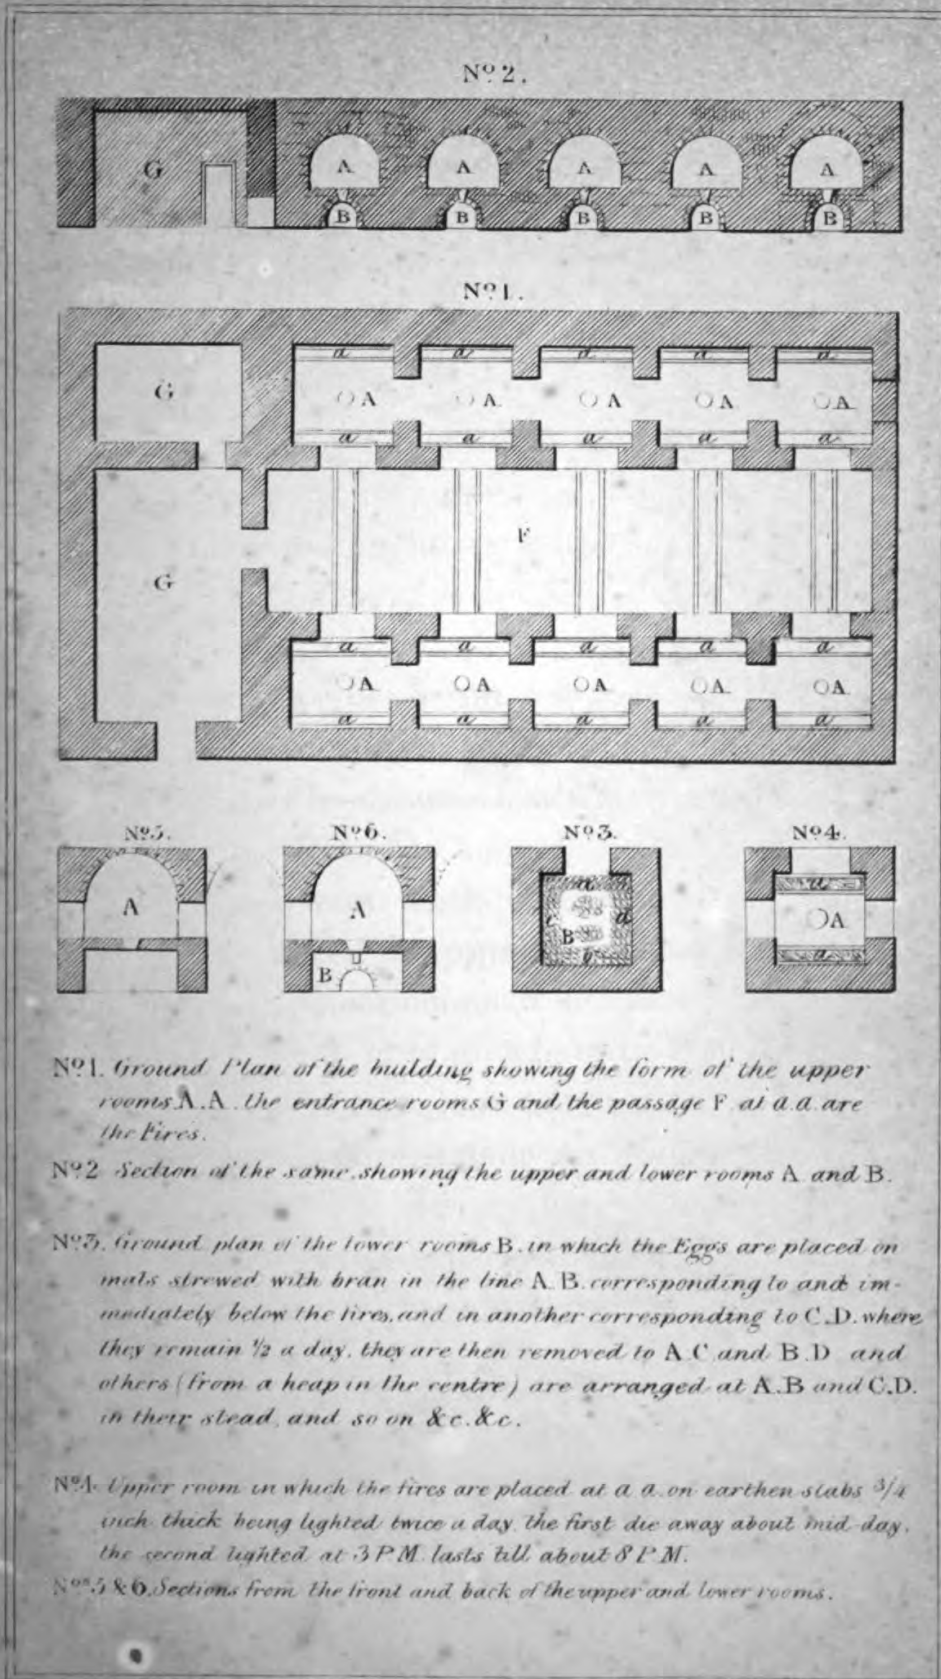 Nº 2.
G A A A A A
B B B B B
Nº 1.
a a a a a
G A A A A A
a a a a a
F
G
a a a a a
A A A A A
a a a a a
Nº 5. Nº 6. Nº 3. Nº 4.
a a
A A c d A
B B
b a
Nº 1. Ground Plan of the building showing the form of the upper
rooms A.A. the entrance rooms G and the passage F. at a.a. are
the Fires.
Nº 2 Section of the same, showing the upper and lower rooms A and B.
Nº 3. Ground plan of the lower rooms B. in which the Eggs are placed on
mats strewed with bran in the line A.B. corresponding to and im-
mediately below the fires, and in another corresponding to C.D. where
they remain ½ a day, they are then removed to A.C. and B.D. and
others (from a heap in the centre) are arranged at A.B and C.D.
in their stead, and so on &c. &c.
Nº 4. Upper room in which the fires are placed at a a. on earthen slabs 3/4
inch thick being lighted twice a day. the first die away about mid day.
the second lighted at 3 P.M. lasts till about 8 P.M.
Nos 5 & 6. Sections from the front and back of the upper and lower rooms.